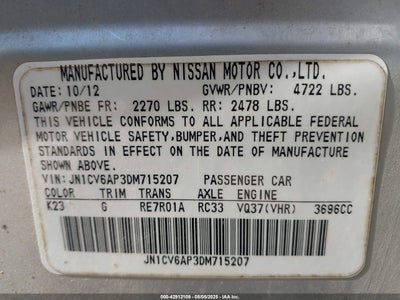 MANUFACTURED BY NISSAN MOTOR CO.,LTD.
DATE: 10/12 GVWR/PNBV: 4722 LBS.
GAWR/PNBE FR: 2270 LBS. RR: 2478 LBS.
THIS VEHICLE CONFORMS TO ALL APPLICABLE FEDERAL
MOTOR VEHICLE SAFETY, BUMPER, AND THEFT PREVENTION
STANDARDS IN EFFECT ON THE DATE OF MANUFACTURE
SHOWN ABOVE.
VIN: JN1CV6AP3DM715207 PASSENGER CAR
COLOR TRIM TRANS AXLE ENGINE
K23 G RE7R01A RC33 VQ37(VHR) 3696CC
JN1CV6AP3DM715207
000-42912109 - 08/05/2025 - IAAI.COM